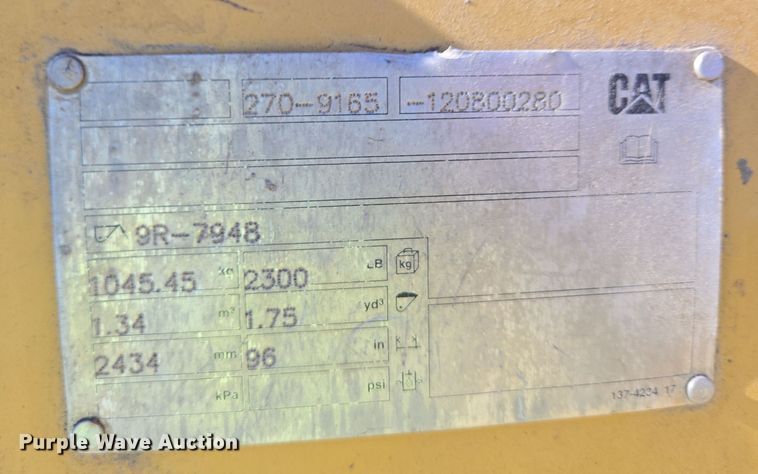 270-9165 -120800280 CAT
9R-7948
1045.45 kg 2300 LB kg
1.34 m³ 1.75 yd³
2434 mm 96 in
kPa psi
137-4234 17
Purple Wave Auction